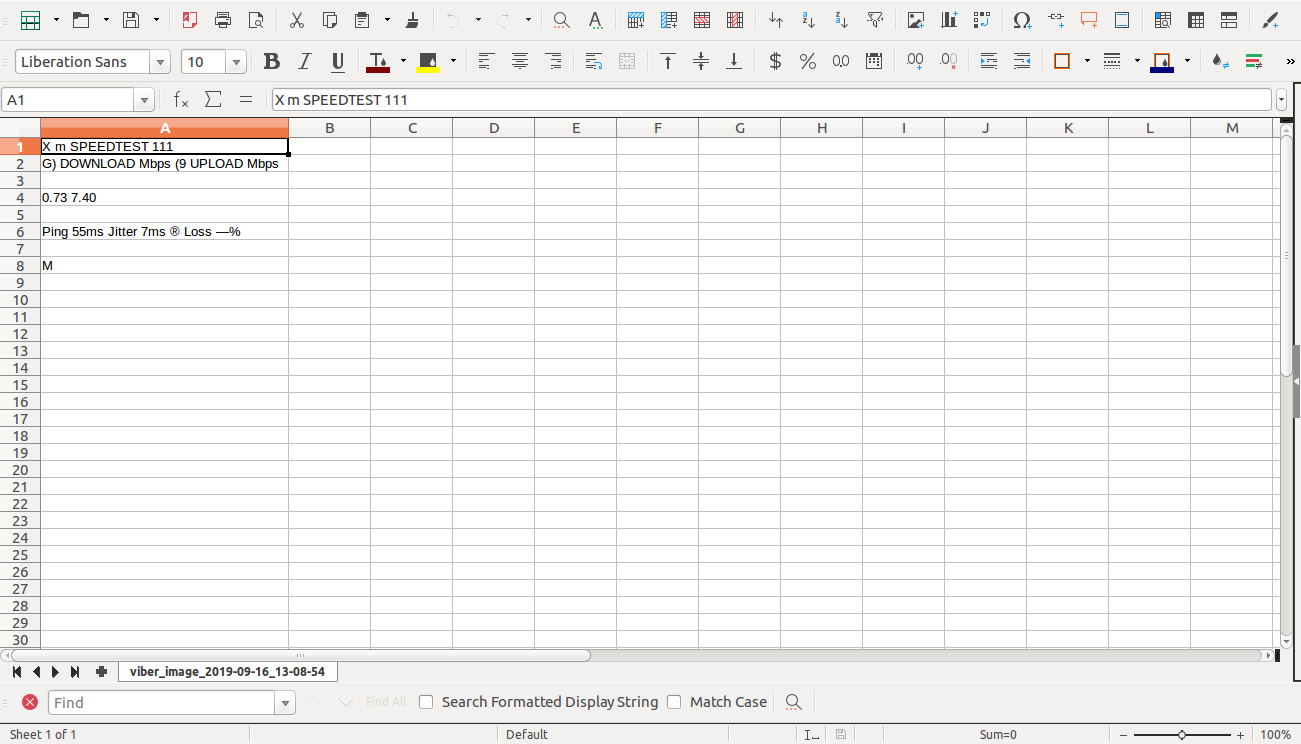 Liberation Sans 10
A1 X m SPEEDTEST 111
A B C D E F G H I J K L M
1 X m SPEEDTEST 111
2 G) DOWNLOAD Mbps (9 UPLOAD Mbps
3
4 0.73 7.40
5
6 Ping 55ms Jitter 7ms ® Loss —%
7
8 M
9
10
11
12
13
14
15
16
17
18
19
20
21
22
23
24
25
26
27
28
29
30
viber_image_2019-09-16_13-08-54
Find Find All Search Formatted Display String Match Case
Sheet 1 of 1 Default Sum=0 100%